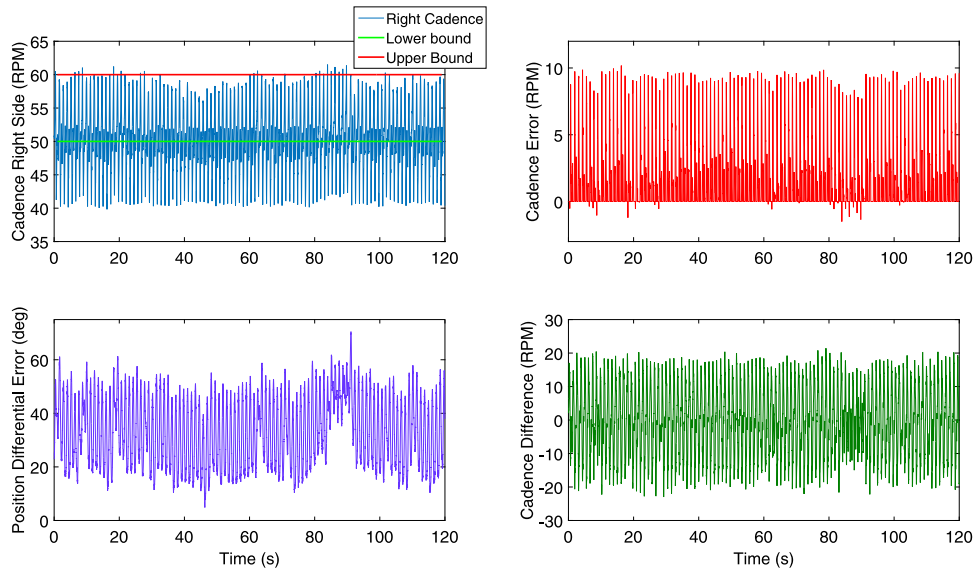 Right Cadence
Lower bound
Upper Bound
Cadence Right Side (RPM)
65
60
55
50
45
40
35
0 20 40 60 80 100 120
Cadence Error (RPM)
10
5
0
0 20 40 60 80 100 120
Position Differential Error (deg)
60
40
20
0
0 20 40 60 80 100 120
Time (s)
Cadence Difference (RPM)
30
20
10
0
-10
-20
-30
0 20 40 60 80 100 120
Time (s)